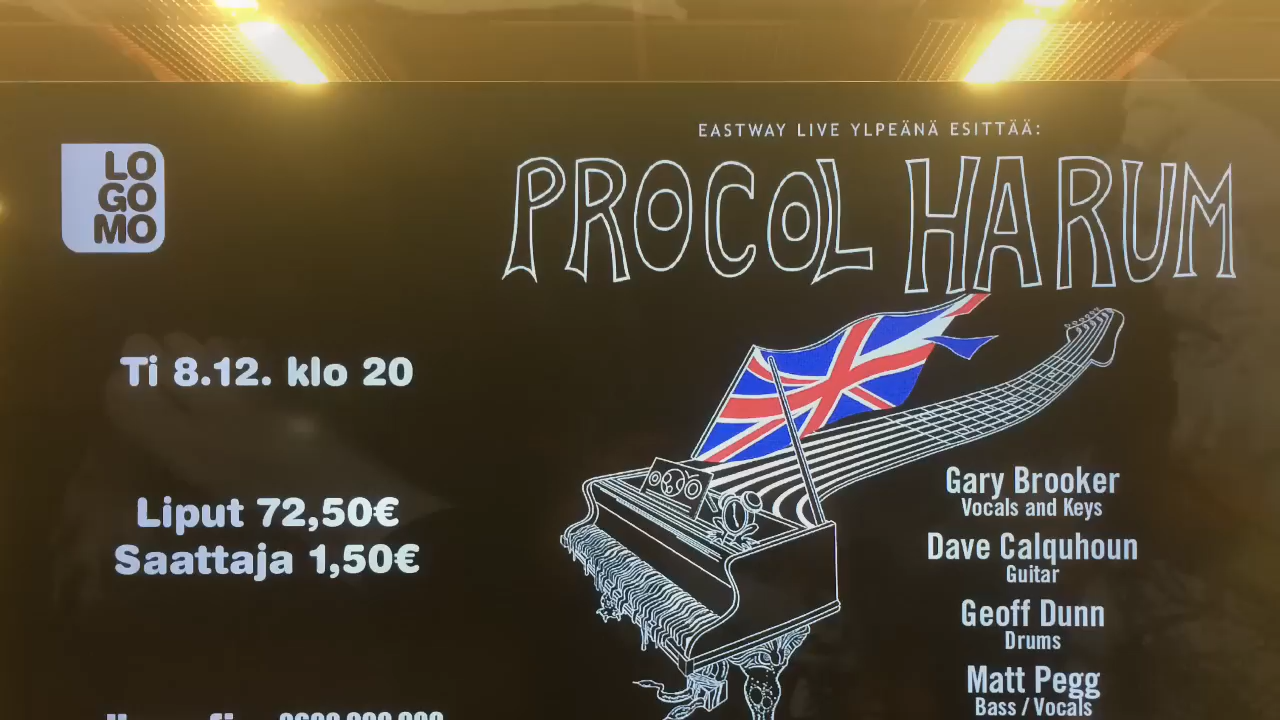 LO
GO
MO
EASTWAY LIVE YLPEÄNÄ ESITTÄÄ:
PROCOL HARUM
Ti 8.12. klo 20
Liput 72,50€
Saattaja 1,50€
Gary Brooker
Vocals and Keys
Dave Calquhoun
Guitar
Geoff Dunn
Drums
Matt Pegg
Bass / Vocals